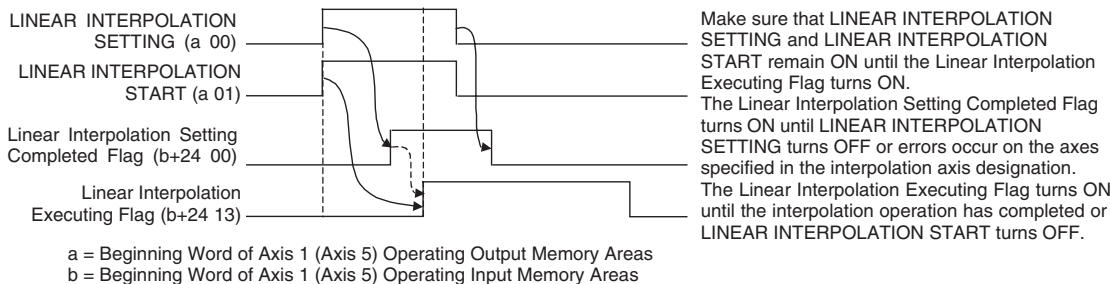 LINEAR INTERPOLATION
SETTING (a 00)
LINEAR INTERPOLATION
START (a 01)
Linear Interpolation Setting
Completed Flag (b+24 00)
Linear Interpolation
Executing Flag (b+24 13)
a = Beginning Word of Axis 1 (Axis 5) Operating Output Memory Areas
b = Beginning Word of Axis 1 (Axis 5) Operating Input Memory Areas
Make sure that LINEAR INTERPOLATION
SETTING and LINEAR INTERPOLATION
START remain ON until the Linear Interpolation
Executing Flag turns ON.
The Linear Interpolation Setting Completed Flag
turns ON until LINEAR INTERPOLATION
SETTING turns OFF or errors occur on the axes
specified in the interpolation axis designation.
The Linear Interpolation Executing Flag turns ON
until the interpolation operation has completed or
LINEAR INTERPOLATION START turns OFF.